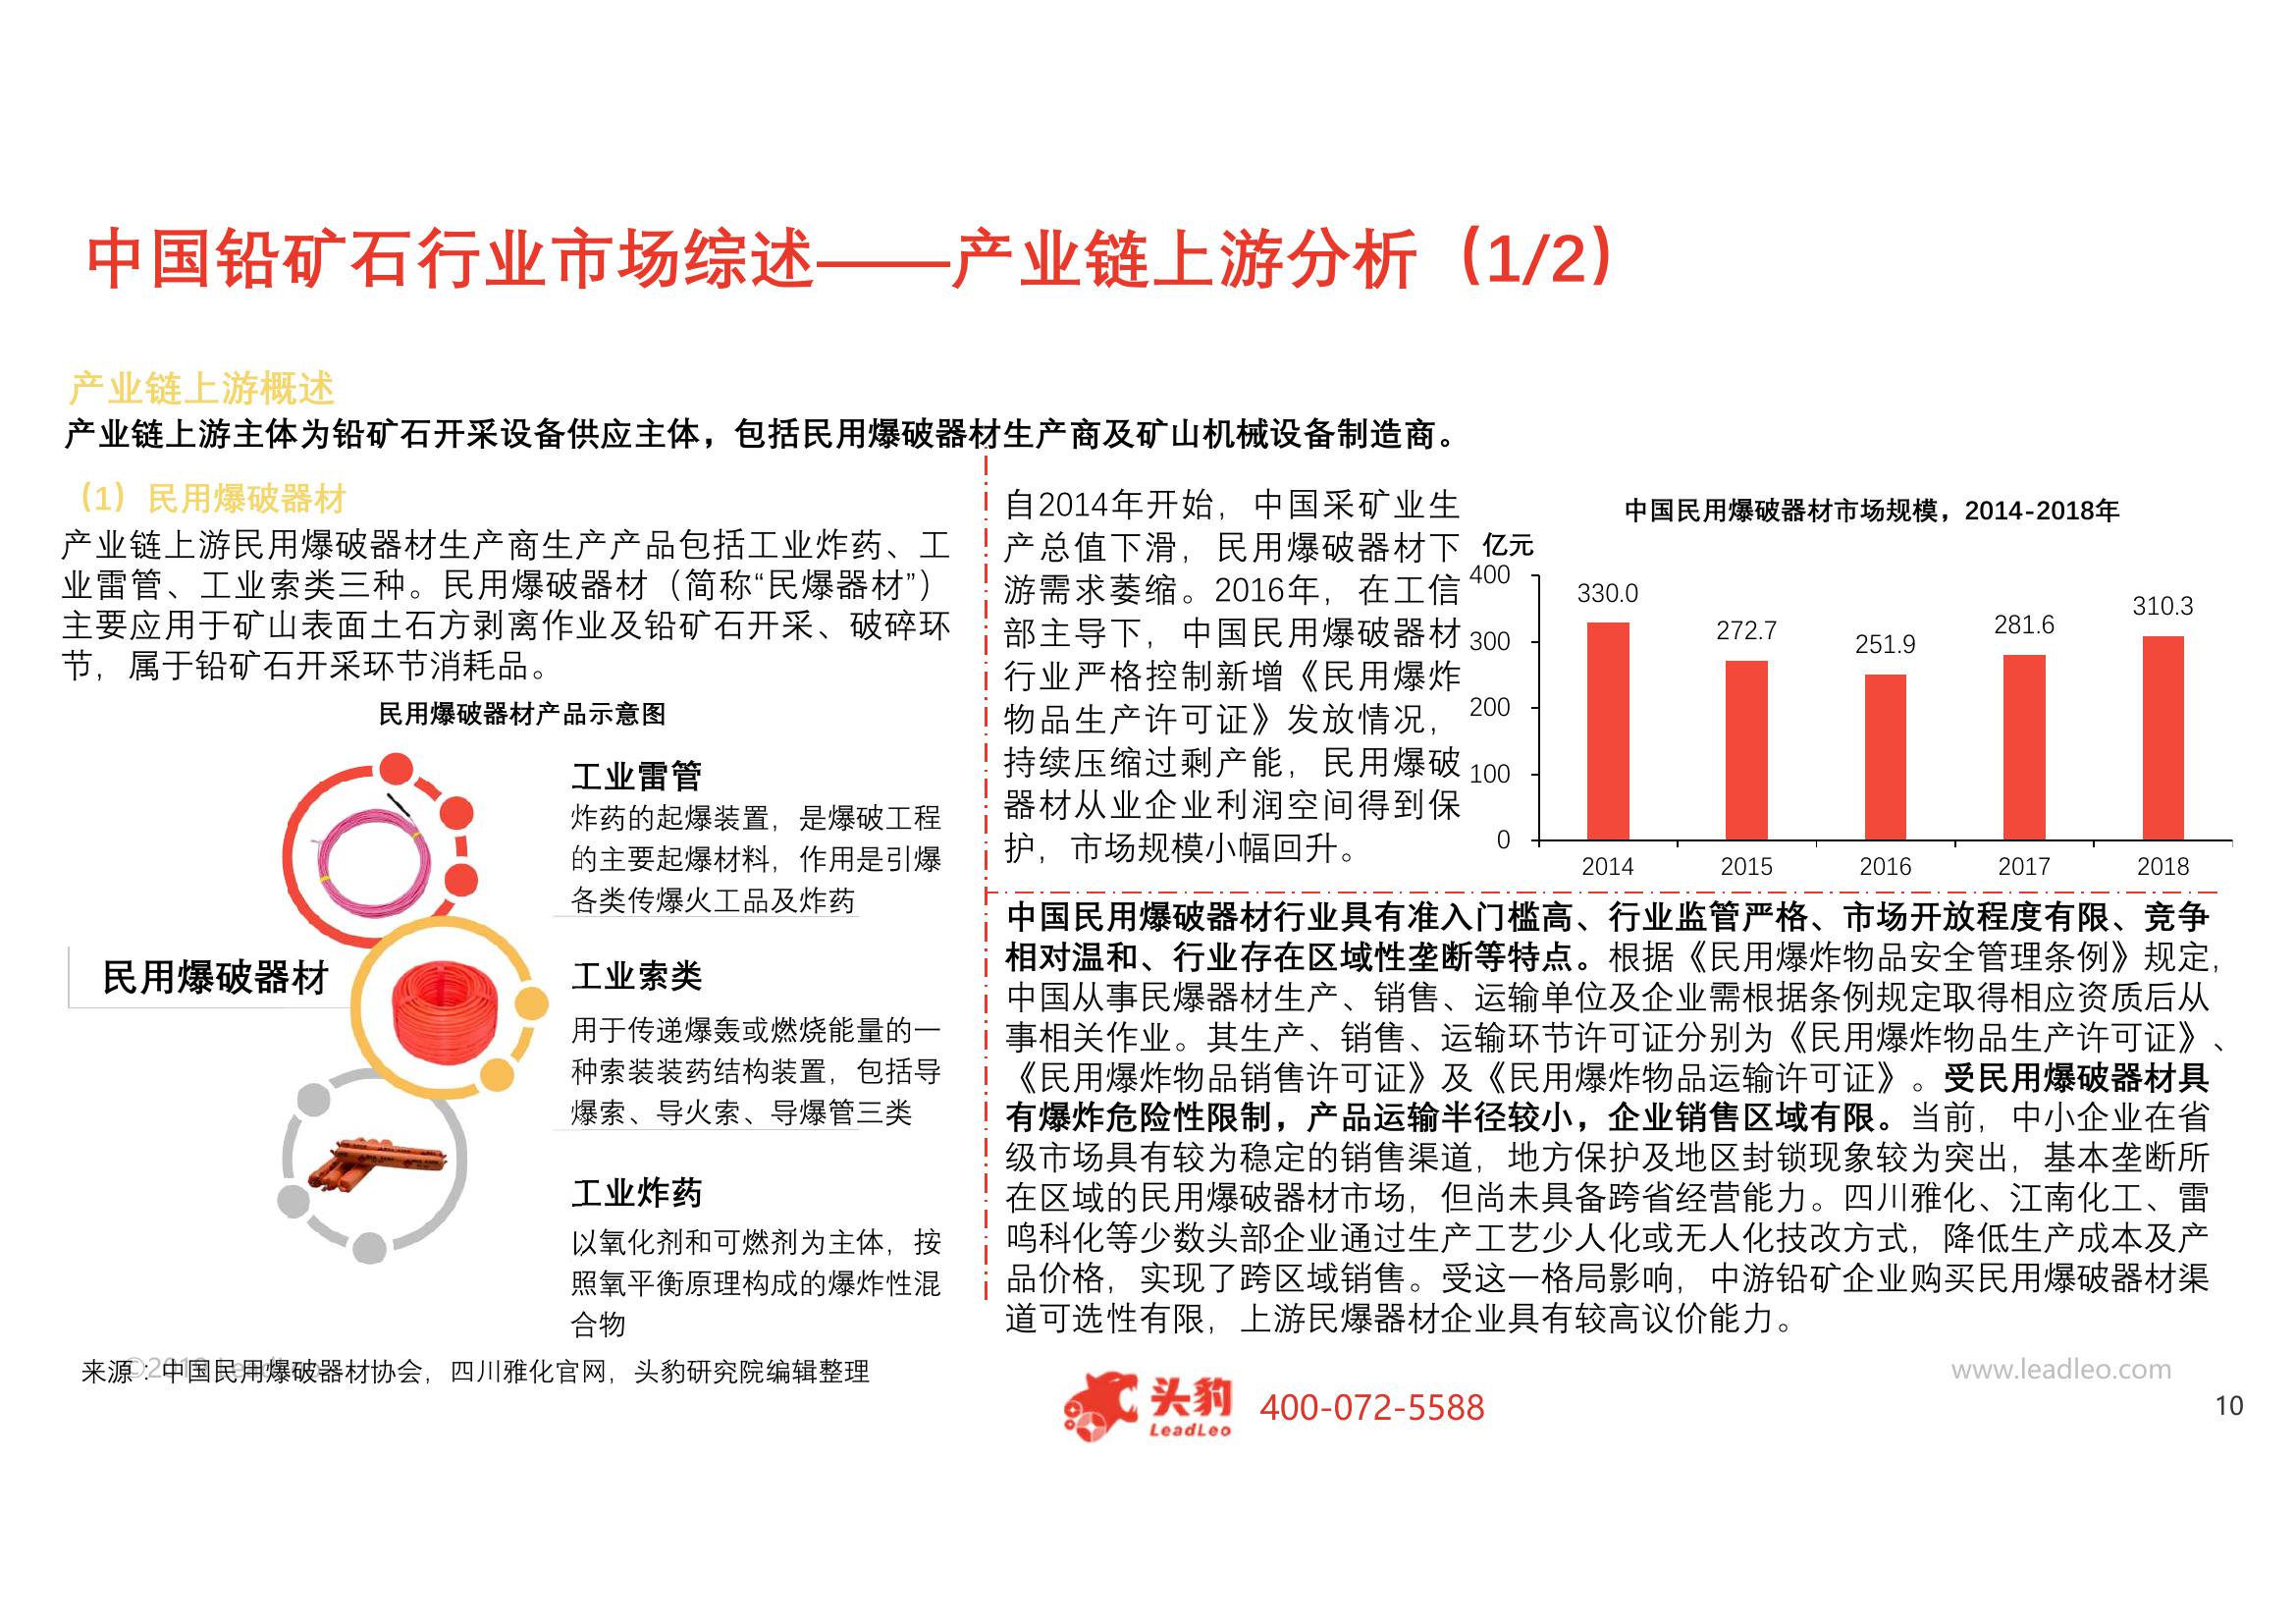 中国铅矿石行业市场综述——产业链上游分析（1/2）
产业链上游概述
产业链上游主体为铅矿石开采设备供应主体，包括民用爆破器材生产商及矿山机械设备制造商。
（1）民用爆破器材
产业链上游民用爆破器材生产商生产产品包括工业炸药、工
业雷管、工业索类三种。民用爆破器材（简称“民爆器材”）
主要应用于矿山表面土石方剥离作业及铅矿石开采、破碎环
节，属于铅矿石开采环节消耗品。
民用爆破器材产品示意图
民用爆破器材
工业雷管
炸药的起爆装置，是爆破工程
的主要起爆材料，作用是引爆
各类传爆火工品及炸药
工业索类
用于传递爆轰或燃烧能量的一
种索装装药结构装置，包括导
爆索、导火索、导爆管三类
工业炸药
以氧化剂和可燃剂为主体，按
照氧平衡原理构成的爆炸性混
合物
自2014年开始，中国采矿业生
产总值下滑，民用爆破器材下
游需求萎缩。2016年，在工信
部主导下，中国民用爆破器材
行业严格控制新增《民用爆炸
物品生产许可证》发放情况，
持续压缩过剩产能，民用爆破
器材从业企业利润空间得到保
护，市场规模小幅回升。
中国民用爆破器材市场规模，2014-2018年
亿元
400
300
200
100
0
330.0
272.7
251.9
281.6
310.3
2014
2015
2016
2017
2018
中国民用爆破器材行业具有准入门槛高、行业监管严格、市场开放程度有限、竞争
相对温和、行业存在区域性垄断等特点。根据《民用爆炸物品安全管理条例》规定，
中国从事民爆器材生产、销售、运输单位及企业需根据条例规定取得相应资质后从
事相关作业。其生产、销售、运输环节许可证分别为《民用爆炸物品生产许可证》、
《民用爆炸物品销售许可证》及《民用爆炸物品运输许可证》。受民用爆破器材具
有爆炸危险性限制，产品运输半径较小，企业销售区域有限。当前，中小企业在省
级市场具有较为稳定的销售渠道，地方保护及地区封锁现象较为突出，基本垄断所
在区域的民用爆破器材市场，但尚未具备跨省经营能力。四川雅化、江南化工、雷
鸣科化等少数头部企业通过生产工艺少人化或无人化技改方式，降低生产成本及产
品价格，实现了跨区域销售。受这一格局影响，中游铅矿企业购买民用爆破器材渠
道可选性有限，上游民爆器材企业具有较高议价能力。
来源：中国民用爆破器材协会，四川雅化官网，头豹研究院编辑整理
头豹
LeadLeo
400-072-5588
www.leadleo.com
10